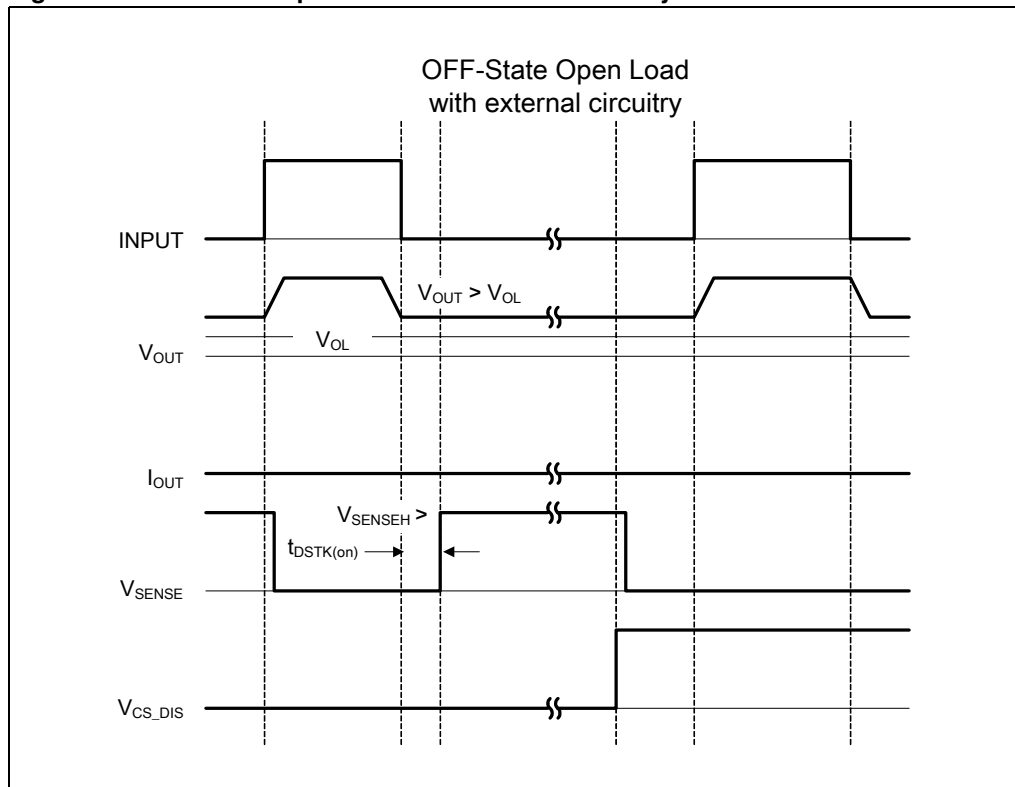 OFF-State Open Load
with external circuitry
INPUT
V_OUT > V_OL
V_OL
V_OUT
I_OUT
V_SENSEH >
t_DSTK(on)
V_SENSE
V_CS_DIS